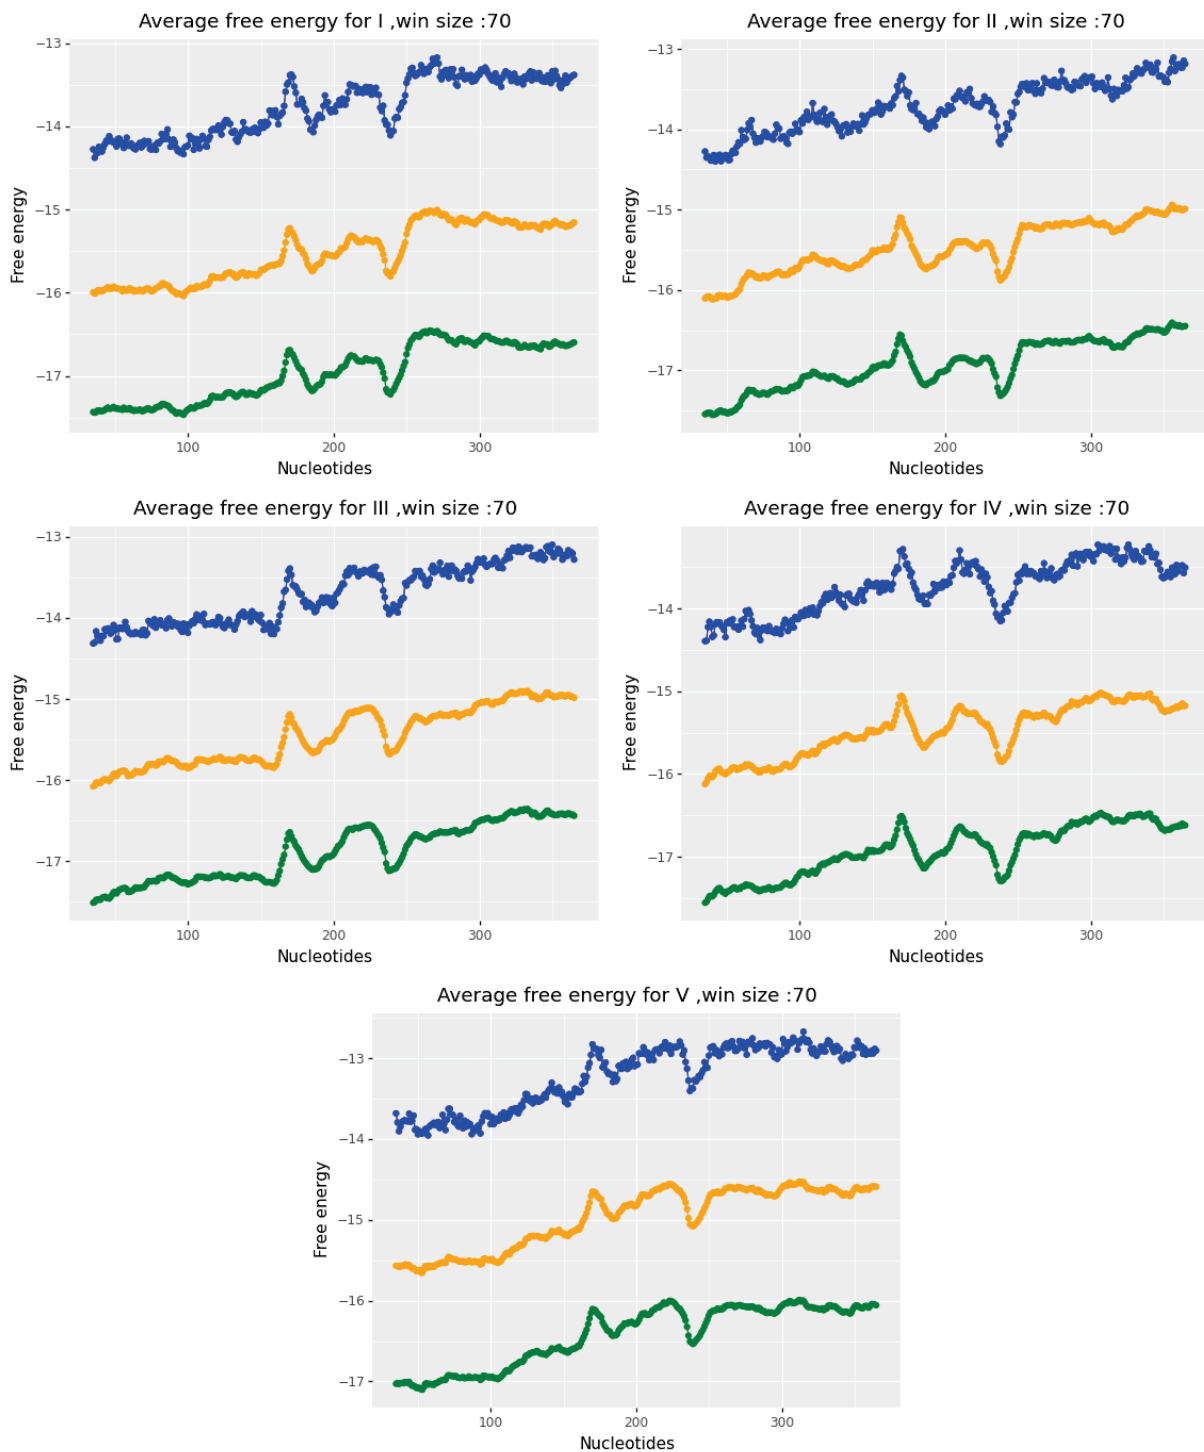 Average free energy for I ,win size :70
Free energy
−13
−14
−15
−16
−17
100
200
300
Nucleotides
Average free energy for II ,win size :70
Free energy
−13
−14
−15
−16
−17
100
200
300
Nucleotides
Average free energy for III ,win size :70
Free energy
−13
−14
−15
−16
−17
100
200
300
Nucleotides
Average free energy for IV ,win size :70
Free energy
−14
−15
−16
−17
100
200
300
Nucleotides
Average free energy for V ,win size :70
Free energy
−13
−14
−15
−16
−17
100
200
300
Nucleotides